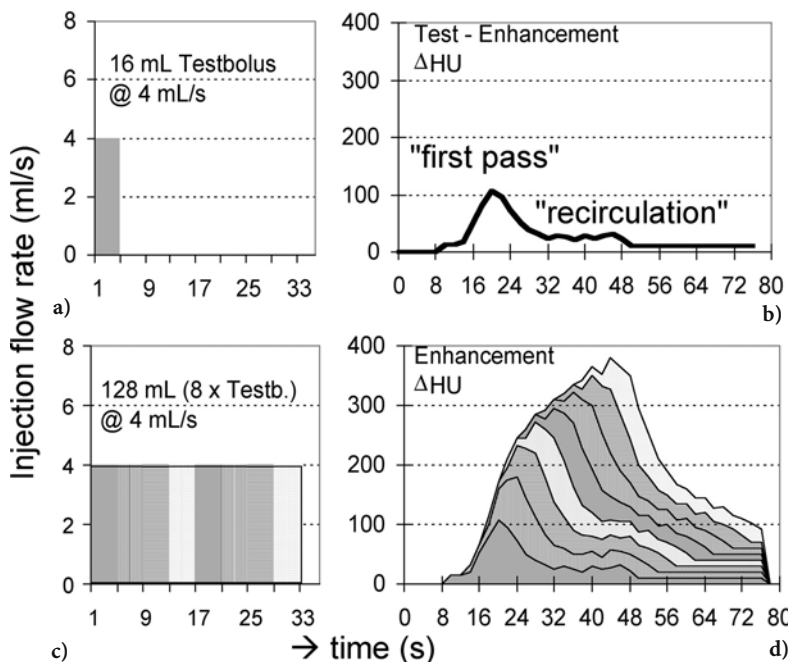 Injection flow rate (ml/s)
8
6
4
2
0
16 mL Testbolus
@ 4 mL/s
1 9 17 25 33
a)
400
300
200
100
0
Test - Enhancement
ΔHU
"first pass"
"recirculation"
0 8 16 24 32 40 48 56 64 72 80
b)
8
6
4
2
0
128 mL (8 x Testb.)
@ 4 mL/s
1 9 17 25 33
c)
400
300
200
100
0
Enhancement
ΔHU
0 8 16 24 32 40 48 56 64 72 80
d)
→ time (s)